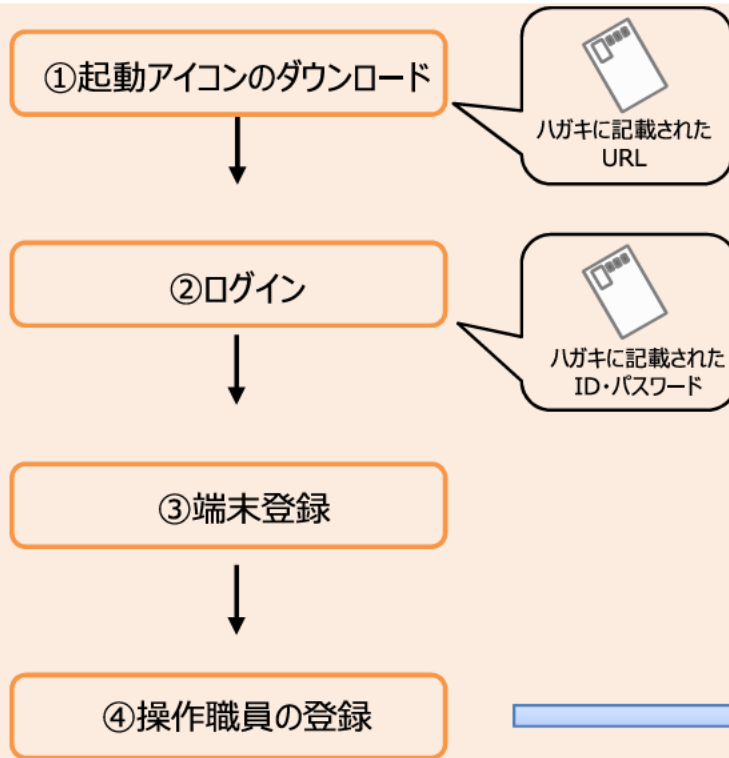 ①起動アイコンのダウンロード
ハガキに記載された
URL
②ログイン
ハガキに記載された
ID・パスワード
③端末登録
④操作職員の登録